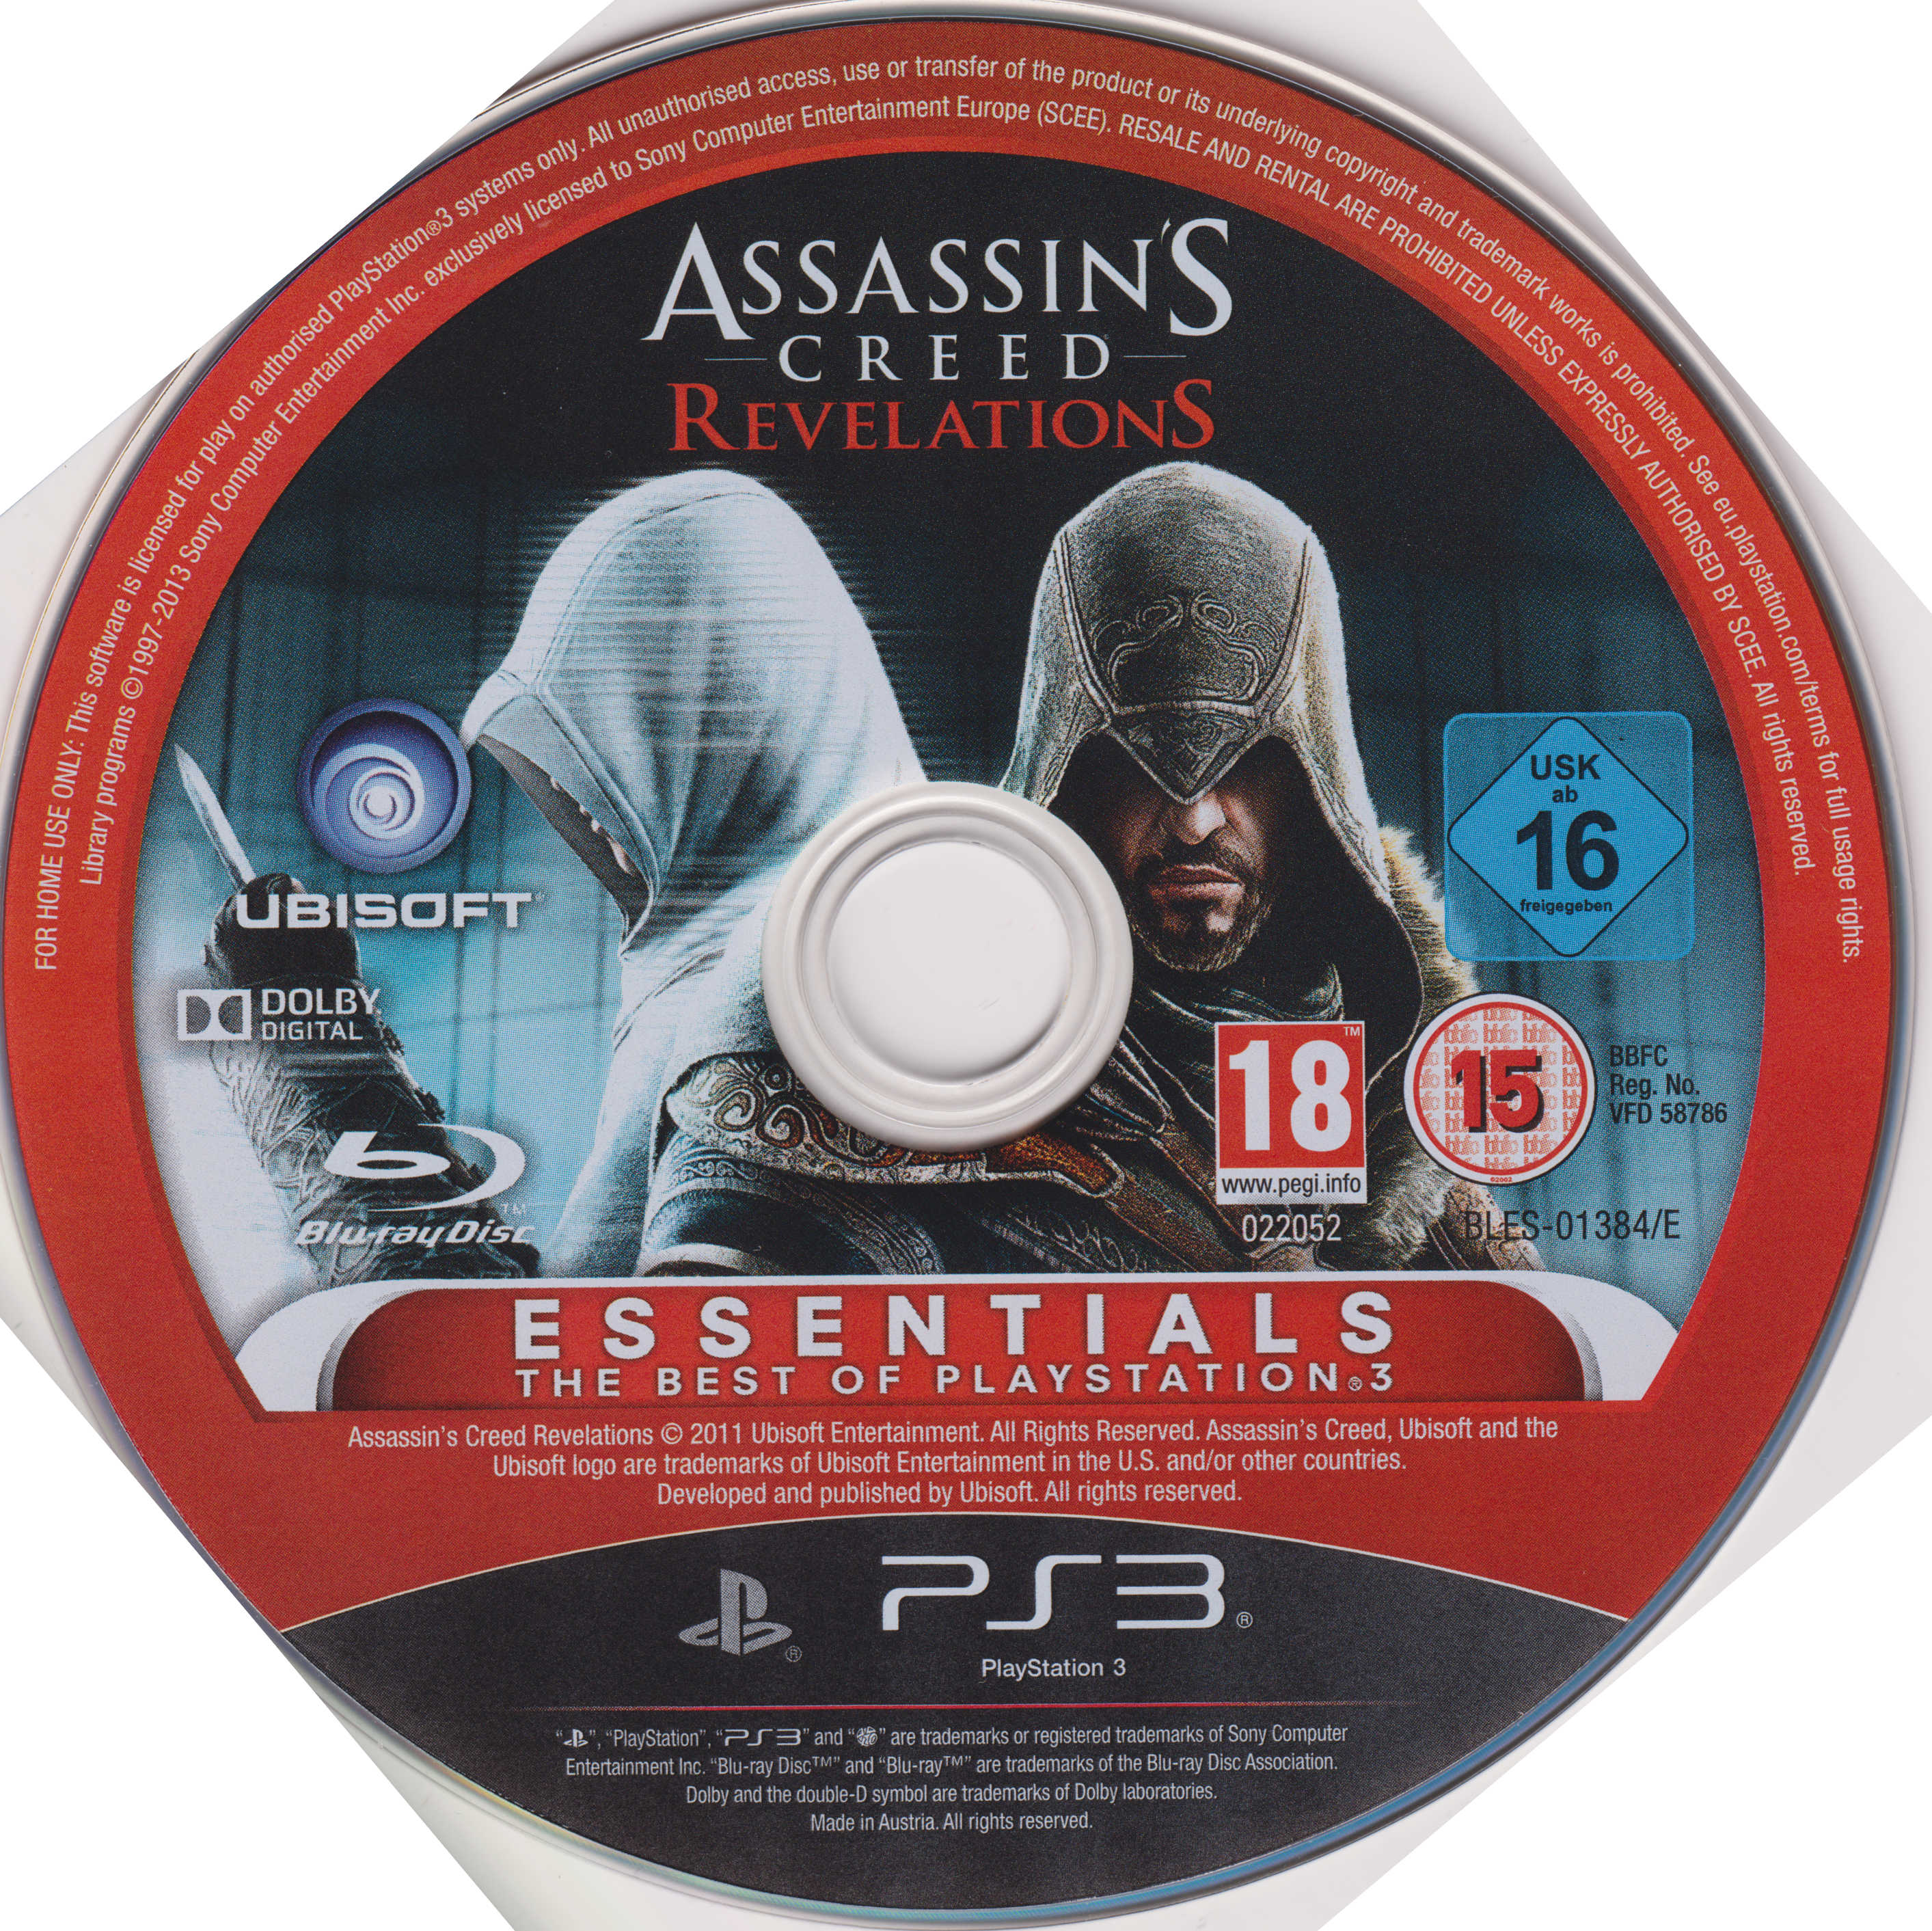 FOR HOME USE ONLY: This software is licensed for play on authorised PlayStation®3 systems only. All unauthorised access, use or transfer of the product or its underlying copyright and trademark works is prohibited. See eu.playstation.com/terms for full usage rights.
Library programs ©1997-2013 Sony Computer Entertainment Inc. exclusively licensed to Sony Computer Entertainment Europe (SCEE). RESALE AND RENTAL ARE PROHIBITED UNLESS EXPRESSLY AUTHORISED BY SCEE. All rights reserved.
ASSASSIN'S
CREED
REVELATIONS
UBISOFT
DOLBY
DIGITAL
Blu-ray Disc™
USK
ab
16
freigegeben
18™
www.pegi.info
022052
15
BBFC
Reg. No.
VFD 58786
BLES-01384/E
ESSENTIALS
THE BEST OF PLAYSTATION®3
Assassin's Creed Revelations © 2011 Ubisoft Entertainment. All Rights Reserved. Assassin's Creed, Ubisoft and the
Ubisoft logo are trademarks of Ubisoft Entertainment in the U.S. and/or other countries.
Developed and published by Ubisoft. All rights reserved.
PS3®
PlayStation 3
"", "PlayStation", "PS3" and "" are trademarks or registered trademarks of Sony Computer
Entertainment Inc. "Blu-ray Disc™" and "Blu-ray™" are trademarks of the Blu-ray Disc Association.
Dolby and the double-D symbol are trademarks of Dolby laboratories.
Made in Austria. All rights reserved.